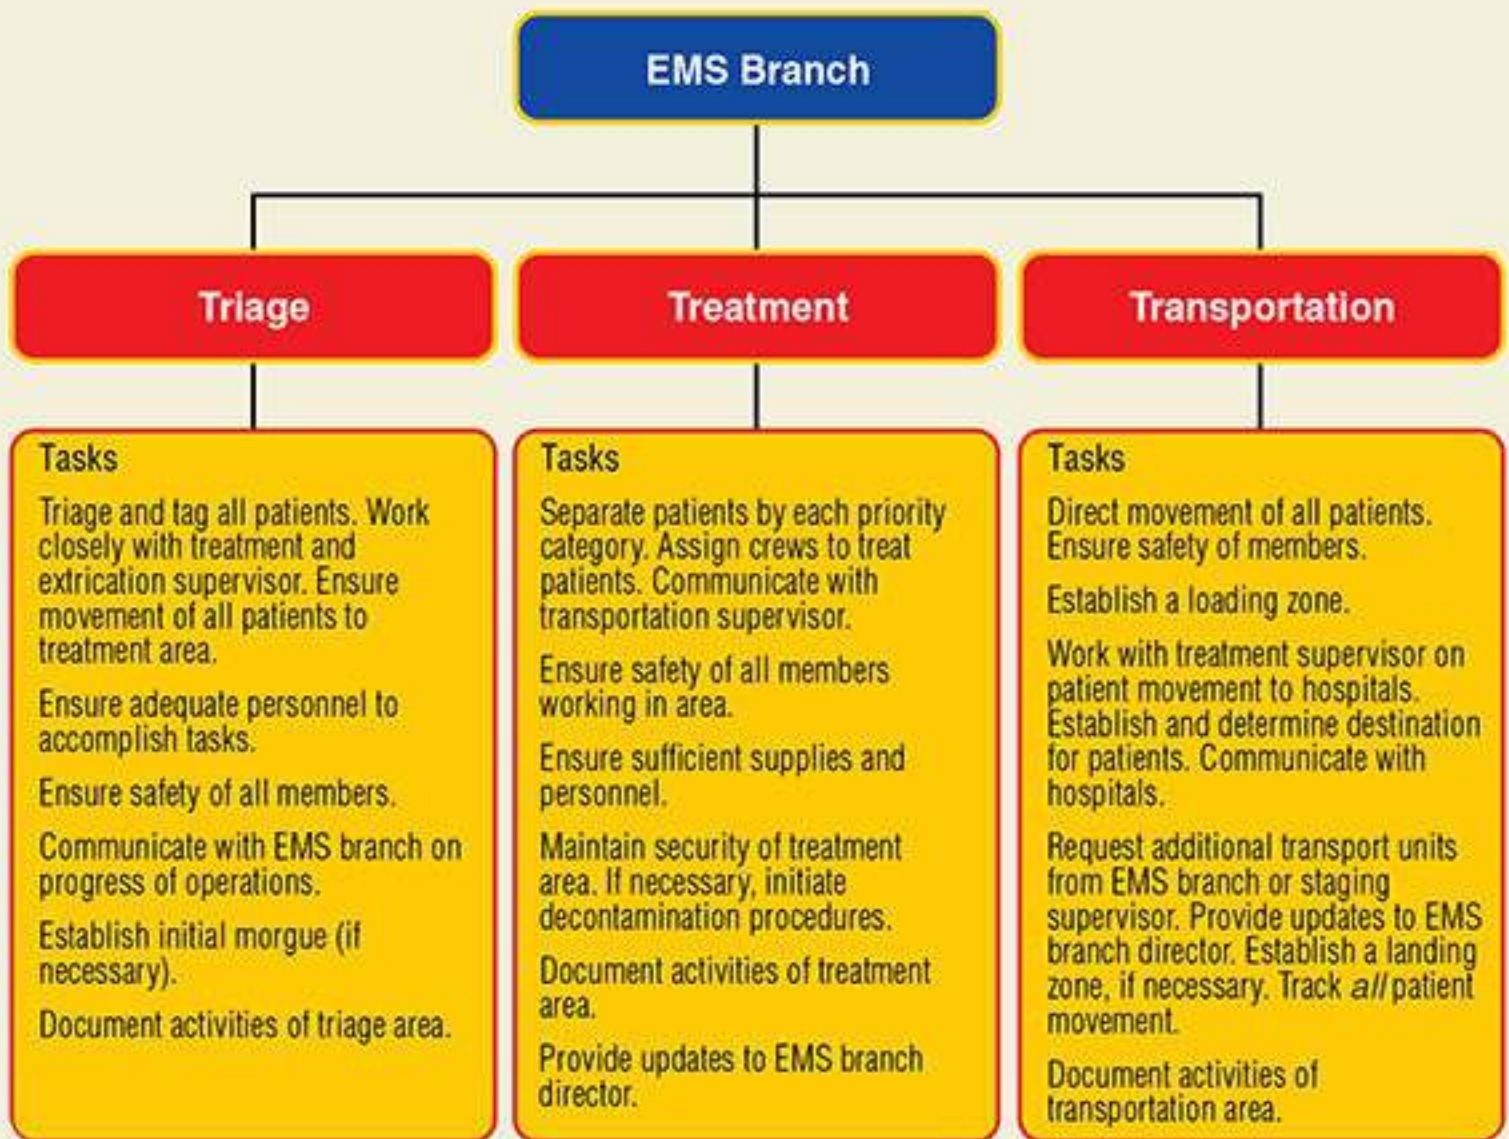 EMS Branch
Triage
Treatment
Transportation
Tasks
Triage and tag all patients. Work
closely with treatment and
extrication supervisor. Ensure
movement of all patients to
treatment area.
Ensure adequate personnel to
accomplish tasks.
Ensure safety of all members.
Communicate with EMS branch on
progress of operations.
Establish initial morgue (if
necessary).
Document activities of triage area.
Tasks
Separate patients by each priority
category. Assign crews to treat
patients. Communicate with
transportation supervisor.
Ensure safety of all members
working in area.
Ensure sufficient supplies and
personnel.
Maintain security of treatment
area. If necessary, initiate
decontamination procedures.
Document activities of treatment
area.
Provide updates to EMS branch
director.
Tasks
Direct movement of all patients.
Ensure safety of members.
Establish a loading zone.
Work with treatment supervisor on
patient movement to hospitals.
Establish and determine destination
for patients. Communicate with
hospitals.
Request additional transport units
from EMS branch or staging
supervisor. Provide updates to EMS
branch director. Establish a landing
zone, if necessary. Track all patient
movement.
Document activities of
transportation area.